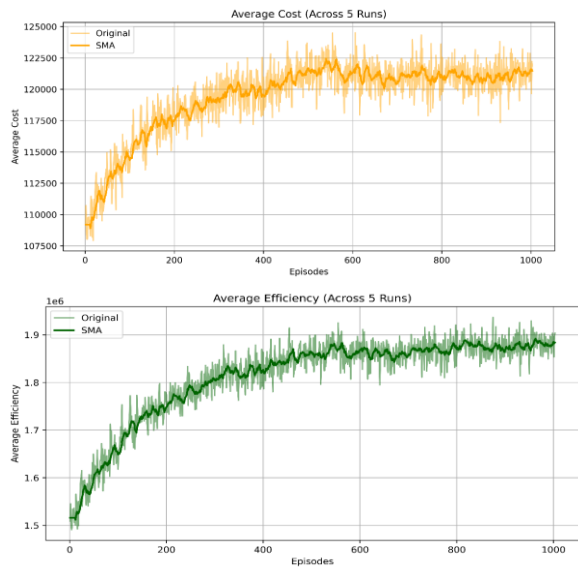 Average Cost (Across 5 Runs)
Original
SMA
125000
122500
120000
117500
115000
112500
110000
107500
Average Cost
0 200 400 600 800 1000
Episodes
Average Efficiency (Across 5 Runs)
1e6
Original
SMA
1.9
1.8
1.7
1.6
1.5
Average Efficiency
0 200 400 600 800 1000
Episodes